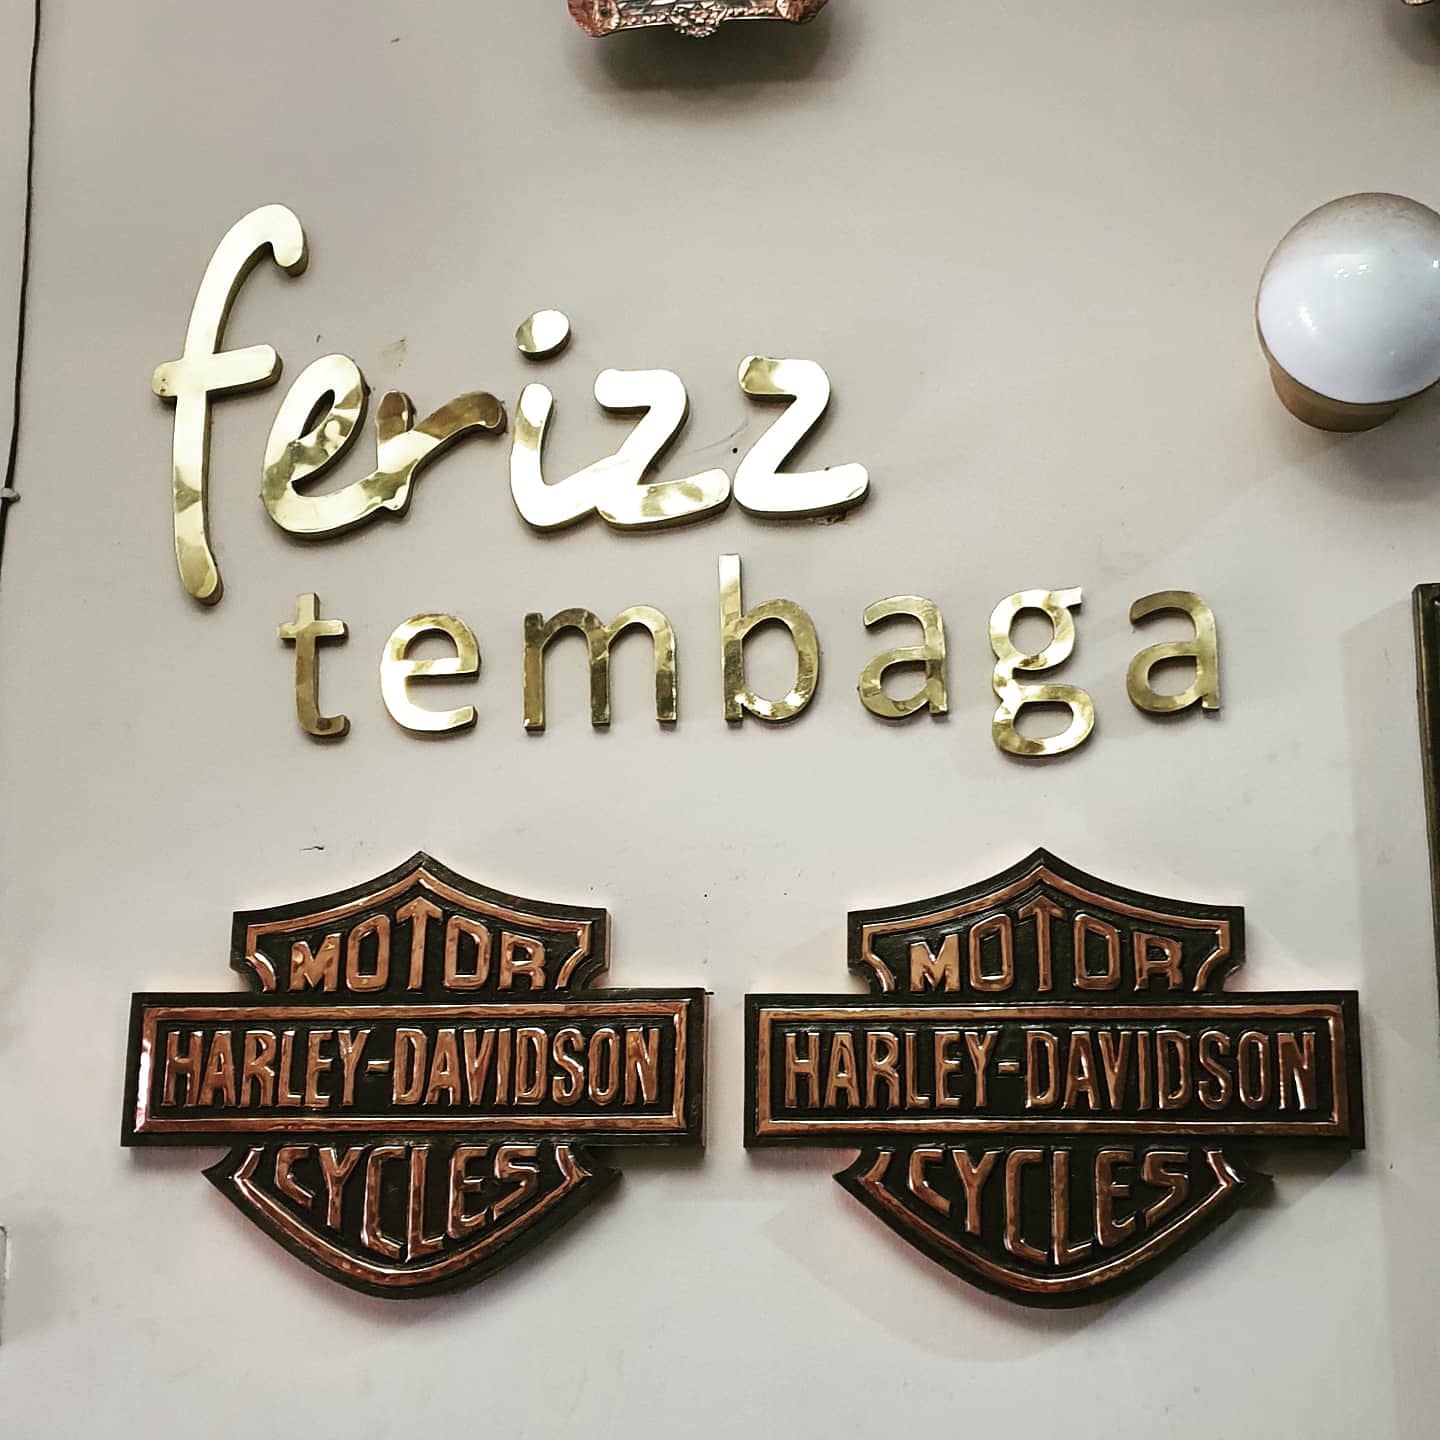 ferizz
tembaga
MOTOR
HARLEY-DAVIDSON
CYCLES
MOTOR
HARLEY-DAVIDSON
CYCLES